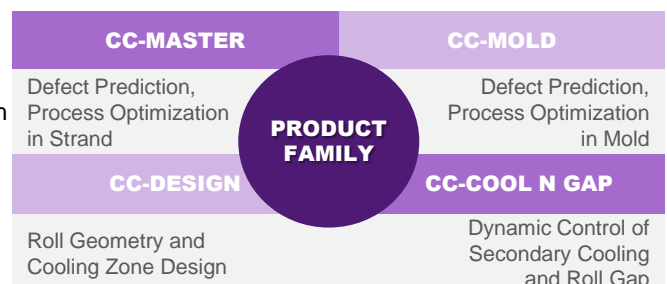 CC-MASTER
CC-MOLD
Defect Prediction,
Process Optimization
in Strand
PRODUCT
FAMILY
Defect Prediction,
Process Optimization
in Mold
CC-DESIGN
CC-COOL N GAP
Roll Geometry and
Cooling Zone Design
Dynamic Control of
Secondary Cooling
and Roll Gap